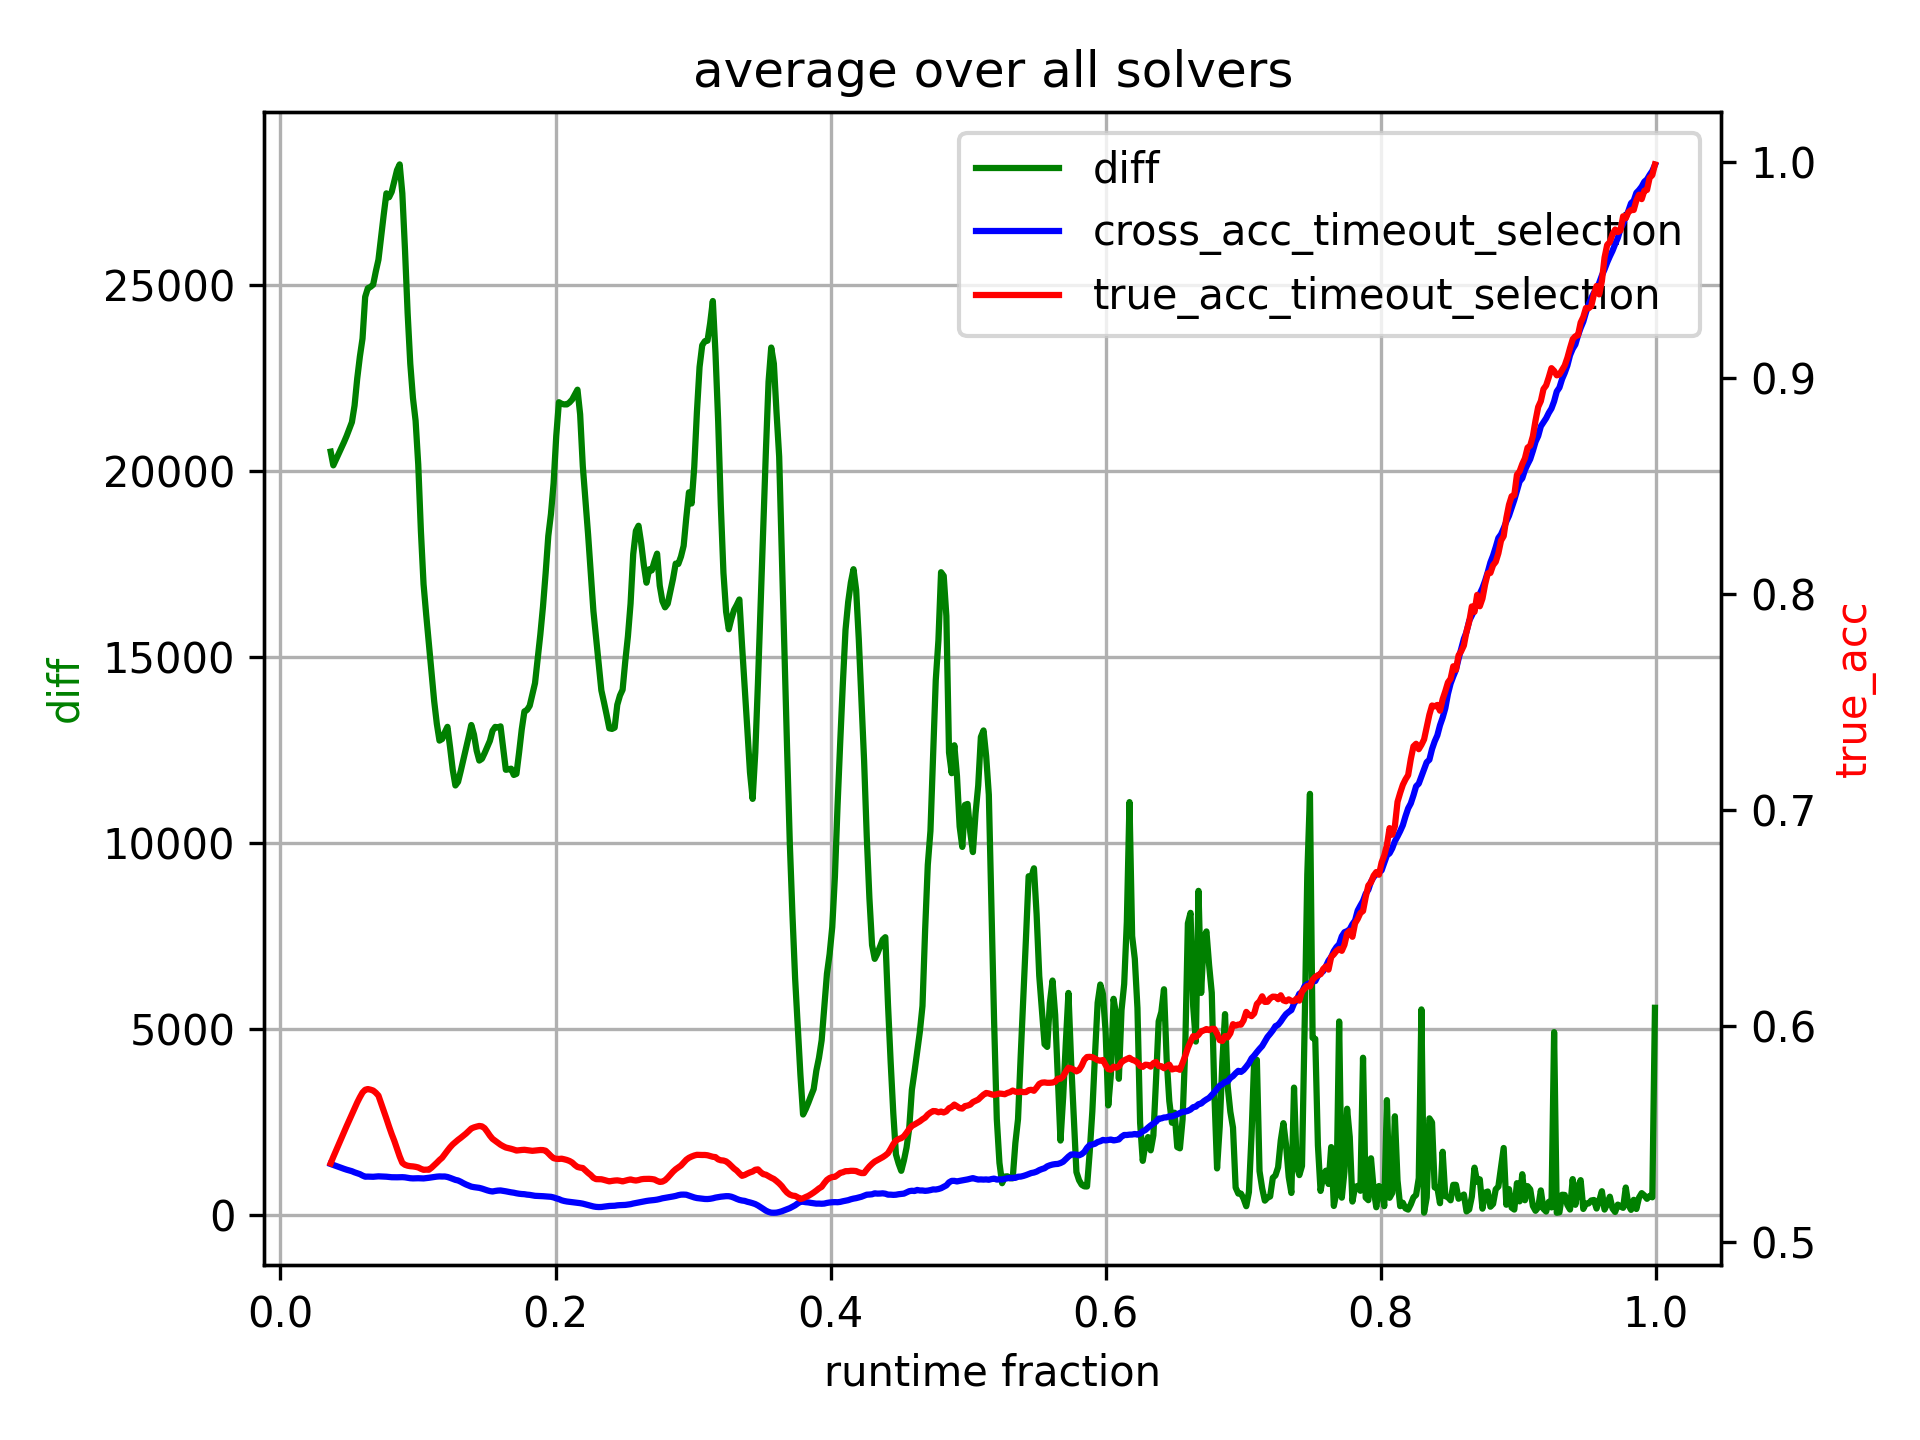 average over all solvers
diff
cross_acc_timeout_selection
true_acc_timeout_selection
25000
20000
15000
10000
5000
0
diff
1.0
0.9
0.8
0.7
0.6
0.5
true_acc
0.0 0.2 0.4 0.6 0.8 1.0
runtime fraction